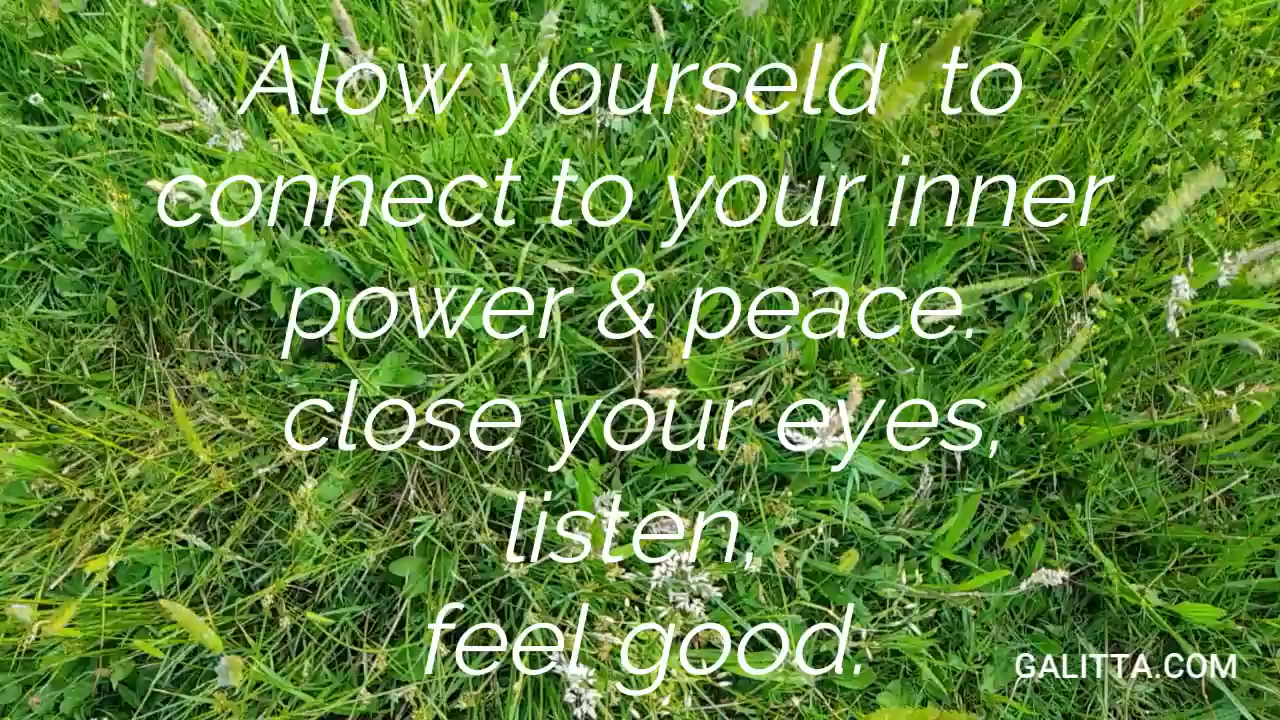 Alow yourseld  to
connect to your inner
power & peace.
close your eyes,
listen,
feel good.
GALITTA.COM